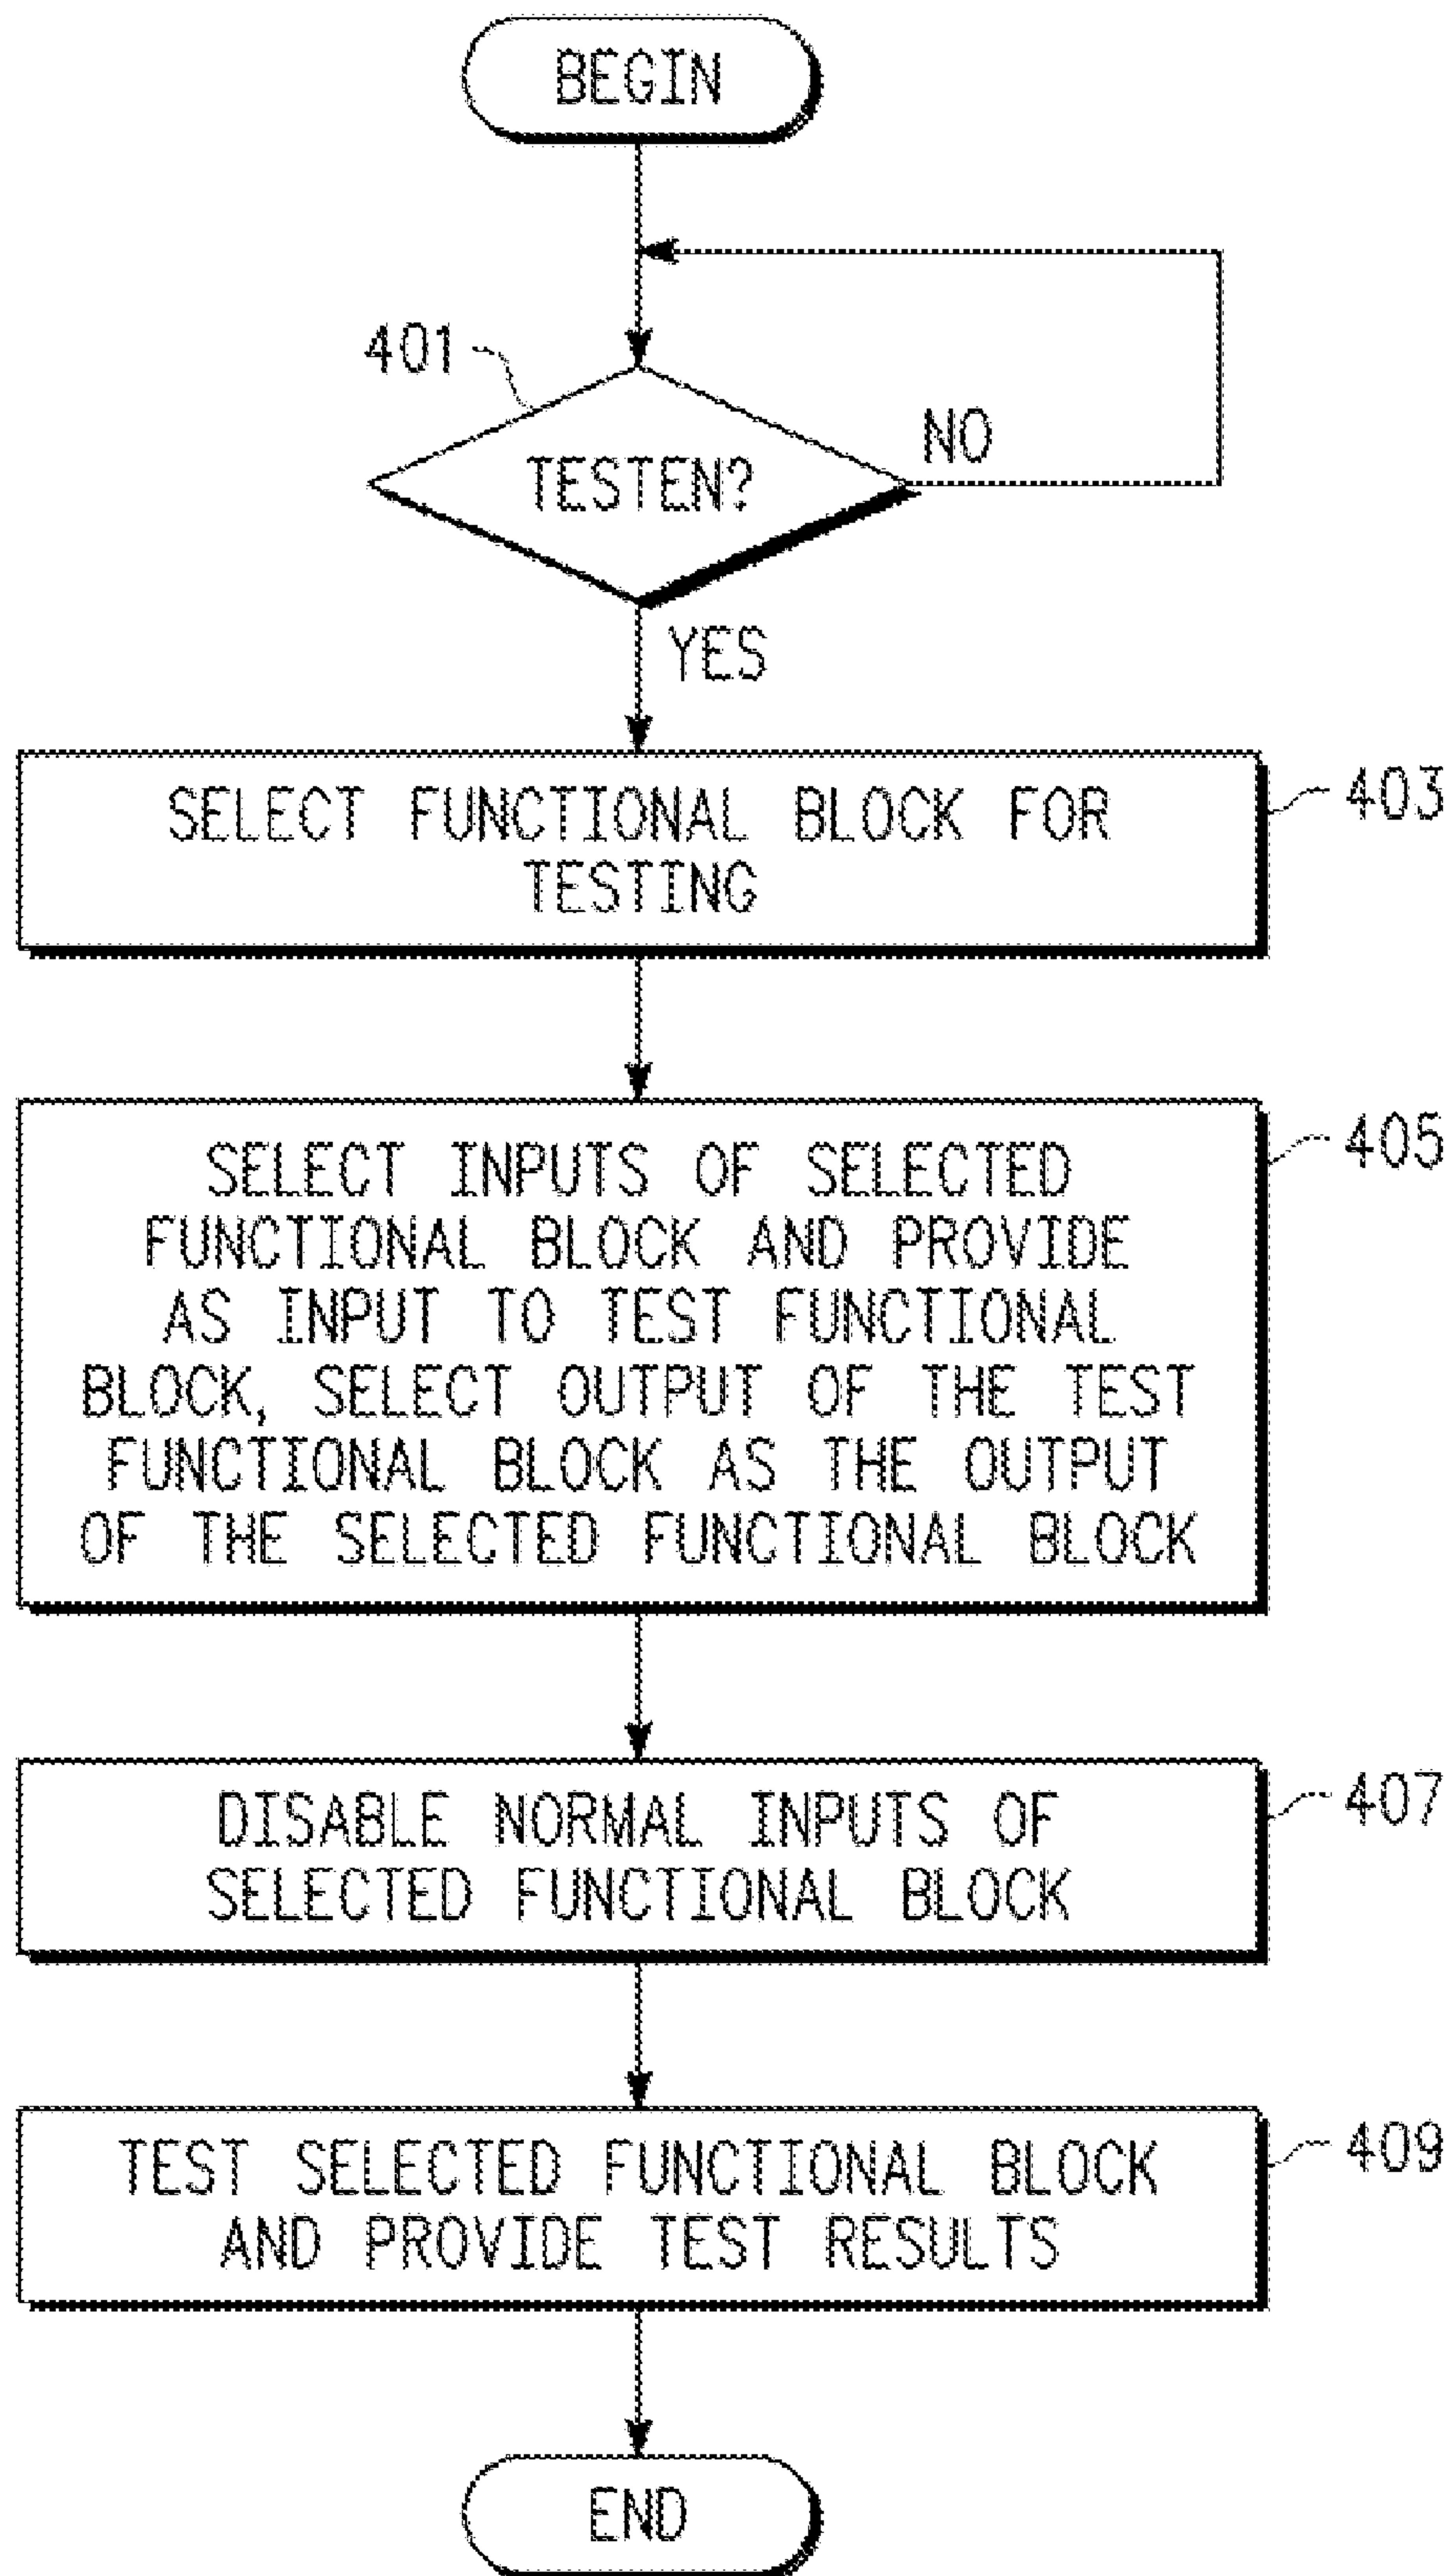 BEGIN
401
TESTEN?
NO
YES
SELECT FUNCTIONAL BLOCK FOR
TESTING
403
SELECT INPUTS OF SELECTED
FUNCTIONAL BLOCK AND PROVIDE
AS INPUT TO TEST FUNCTIONAL
BLOCK, SELECT OUTPUT OF THE TEST
FUNCTIONAL BLOCK AS THE OUTPUT
OF THE SELECTED FUNCTIONAL BLOCK
405
DISABLE NORMAL INPUTS OF
SELECTED FUNCTIONAL BLOCK
407
TEST SELECTED FUNCTIONAL BLOCK
AND PROVIDE TEST RESULTS
409
END